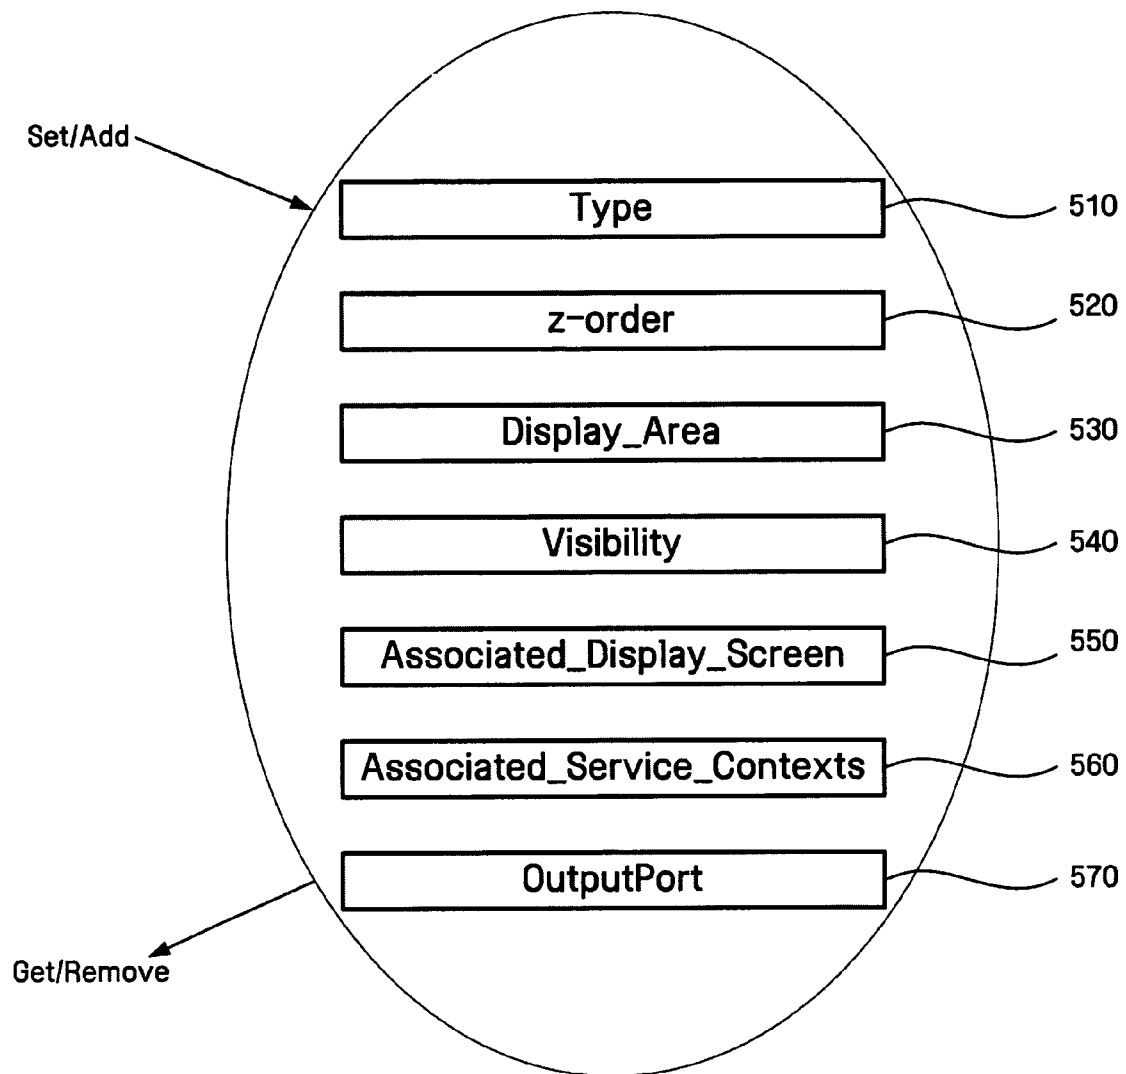 Set/Add
Type 510
z-order 520
Display_Area 530
Visibility 540
Associated_Display_Screen 550
Associated_Service_Contexts 560
OutputPort 570
Get/Remove